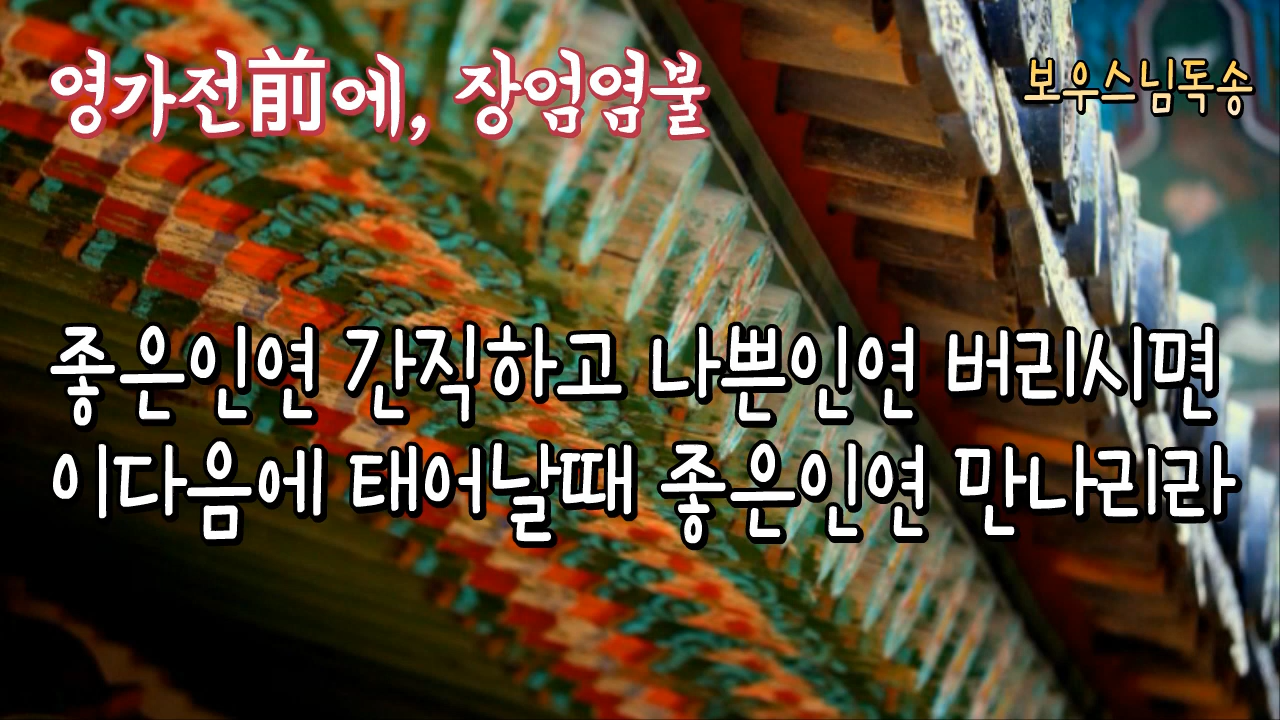 영가전前에, 장엄염불
보우스님독송
좋은인연 간직하고 나쁜인연 버리시면
이다음에 태어날때 좋은인연 만나리라